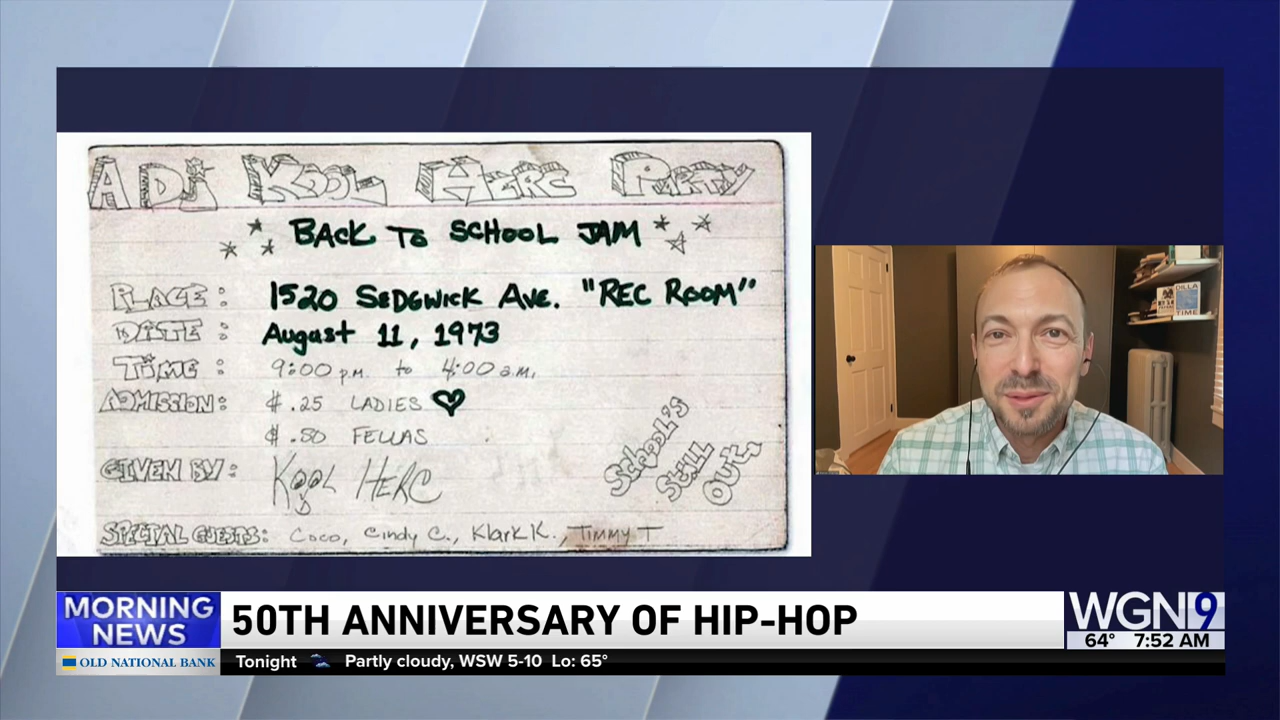 A DJ KOOL HERC PARTY
BACK TO SCHOOL JAM
PLACE: 1520 SEDGWICK AVE. "REC ROOM"
DATE: August 11, 1973
TIME: 9:00 p.m. to 4:00 a.m.
ADMISSION: $.25 LADIES
$.50 FELLAS
GIVEN BY: KOOL HERC
SCHOOL'S
STILL
OUT
SPECIAL GUESTS: Coco, Cindy C., Klark K., TIMMY T
DILLA
TIME
MORNING
NEWS
50TH ANNIVERSARY OF HIP-HOP
WGN9
64° 7:52 AM
OLD NATIONAL BANK
Tonight Partly cloudy, WSW 5-10 Lo: 65°